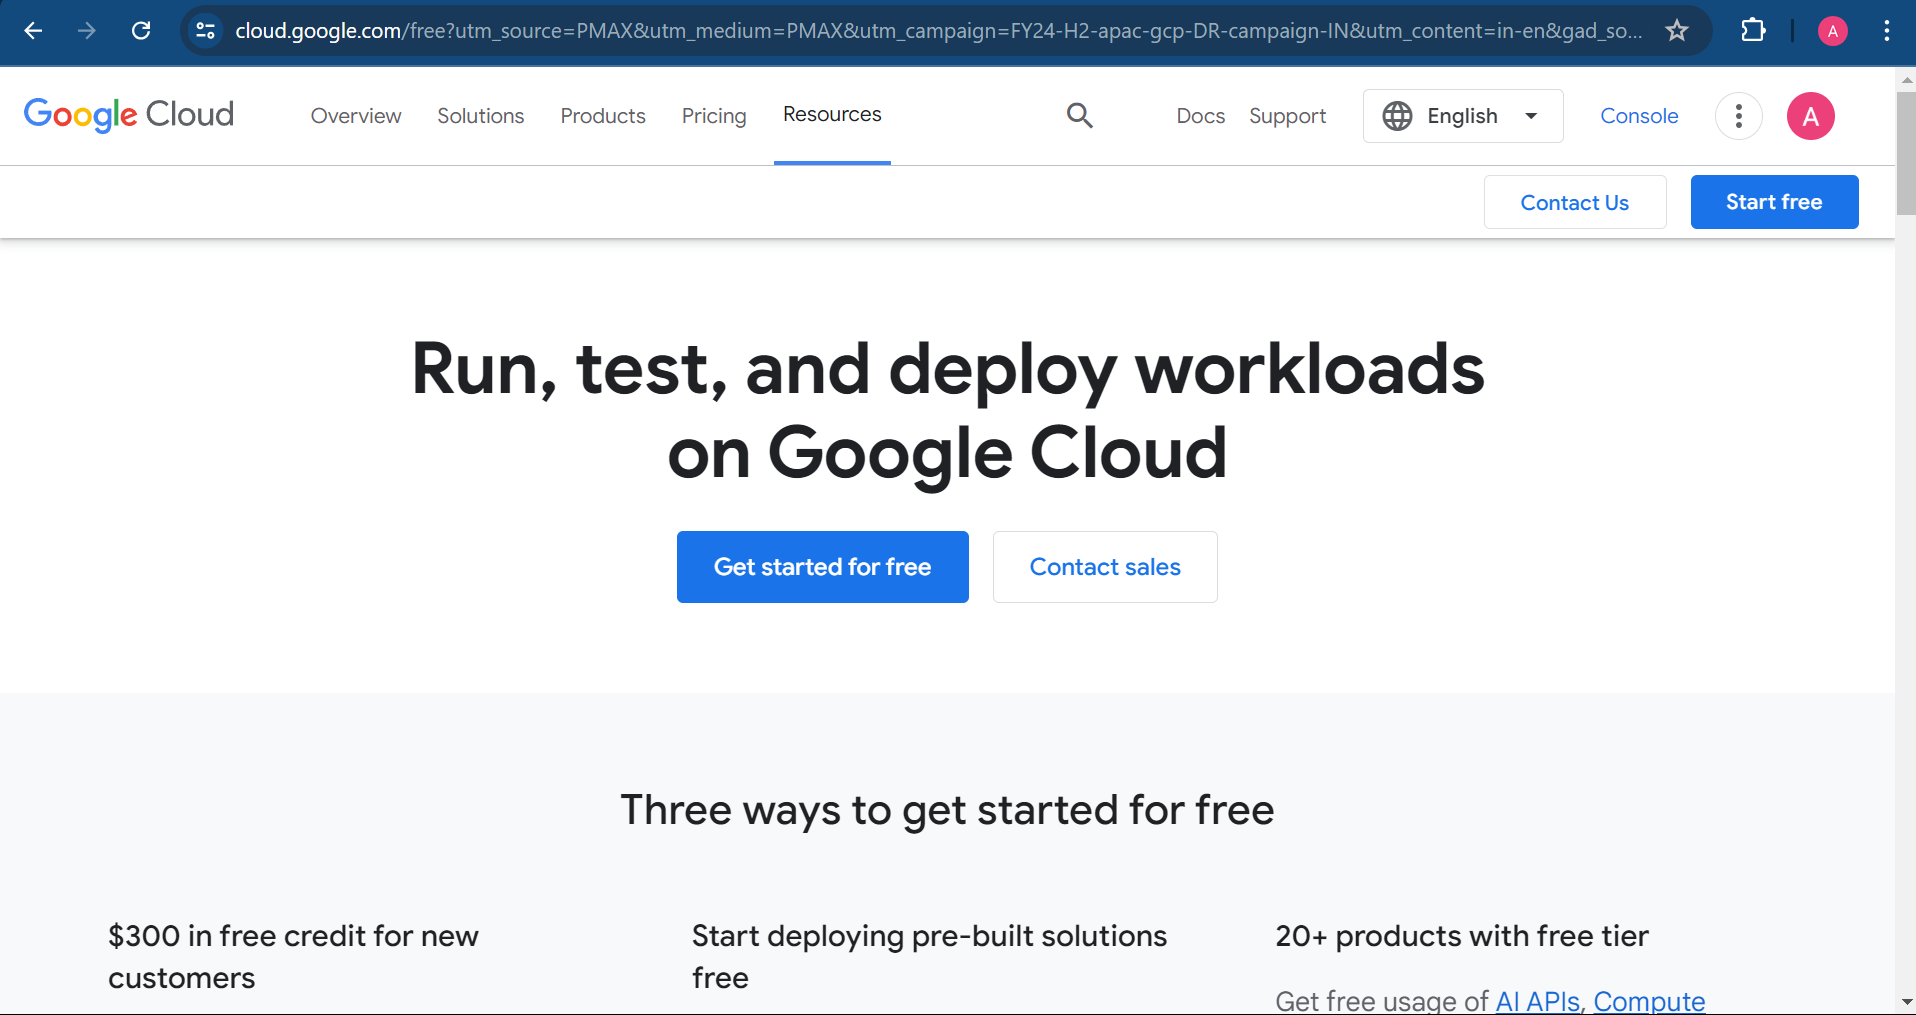 cloud.google.com/free?utm_source=PMAX&utm_medium=PMAX&utm_campaign=FY24-H2-apac-gcp-DR-campaign-IN&utm_content=in-en&gad_so...
A
Google Cloud
Overview
Solutions
Products
Pricing
Resources
Docs
Support
English
Console
A
Contact Us
Start free
Run, test, and deploy workloads
on Google Cloud
Get started for free
Contact sales
Three ways to get started for free
$300 in free credit for new
customers
Start deploying pre-built solutions
free
20+ products with free tier
Get free usage of AI APIs, Compute